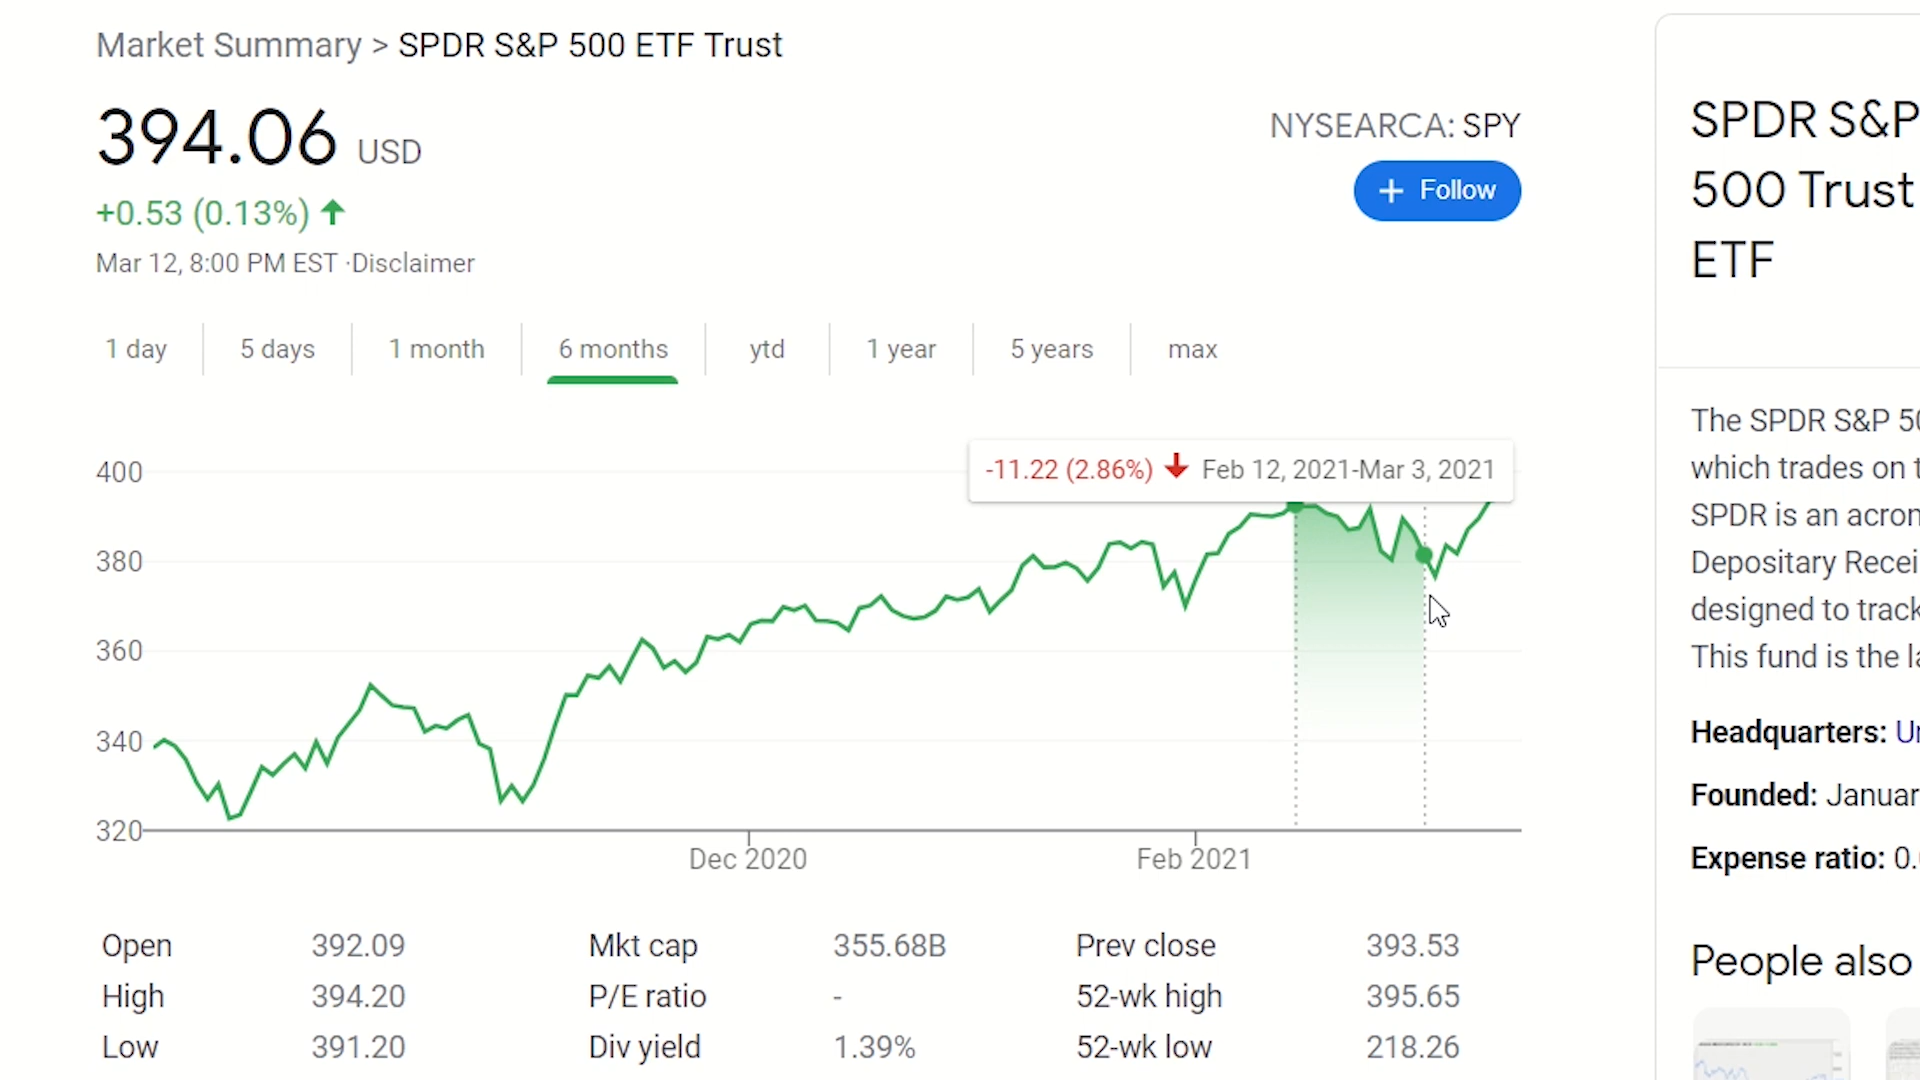 Market Summary > SPDR S&P 500 ETF Trust
394.06 USD
+0.53 (0.13%)
Mar 12, 8:00 PM EST ·Disclaimer
NYSEARCA: SPY
+ Follow
1 day
5 days
1 month
6 months
ytd
1 year
5 years
max
-11.22 (2.86%) Feb 12, 2021-Mar 3, 2021
400
380
360
340
320
Dec 2020
Feb 2021
Open 392.09 Mkt cap 355.68B Prev close 393.53
High 394.20 P/E ratio - 52-wk high 395.65
Low 391.20 Div yield 1.39% 52-wk low 218.26
SPDR S&P
500 Trust
ETF
The SPDR S&P
which trades on
SPDR is an
Depositary
designed to
This fund is the
Headquarters:
Founded:
Expense ratio: 0.
People also